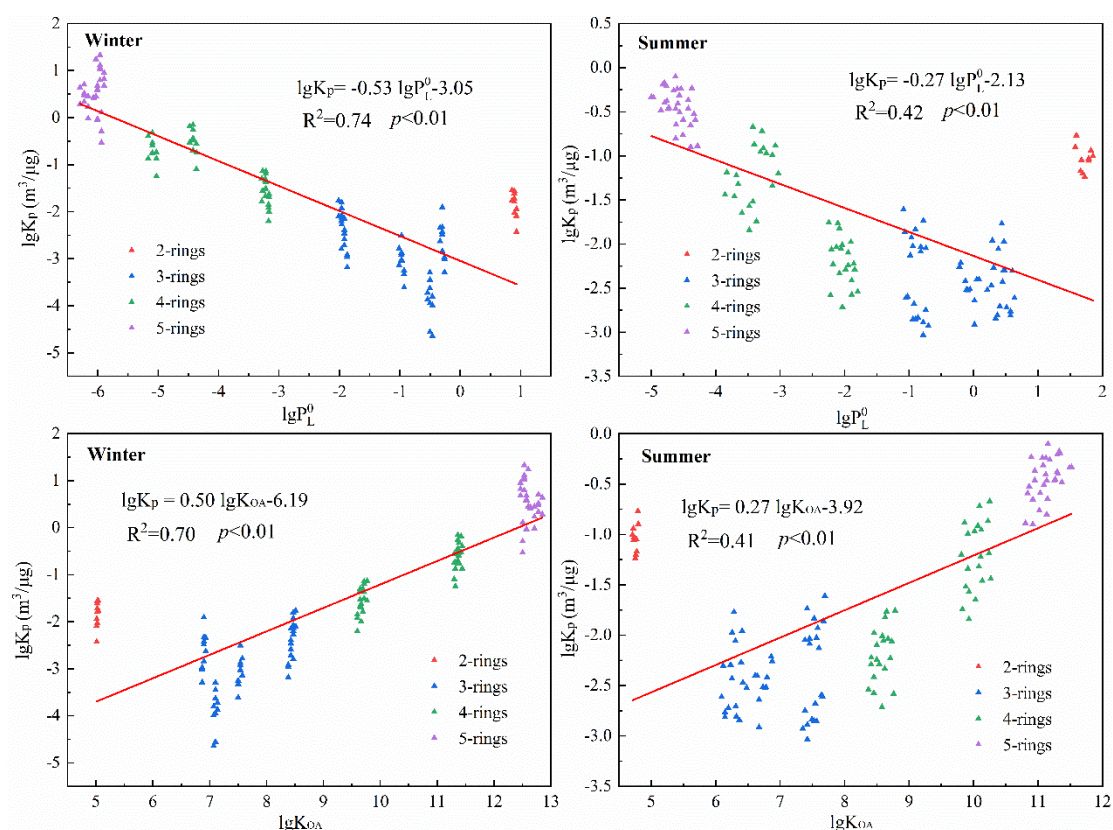 Winter
lgKp= -0.53 lgP⁰L-3.05
R²=0.74 p<0.01
2-rings
3-rings
4-rings
5-rings
lgKp (m³/μg)
2
1
0
-1
-2
-3
-4
-5
-6 -5 -4 -3 -2 -1 0 1
lgP⁰L
Summer
lgKp= -0.27 lgP⁰L-2.13
R²=0.42 p<0.01
2-rings
3-rings
4-rings
5-rings
lgKp (m³/μg)
0.5
0.0
-0.5
-1.0
-1.5
-2.0
-2.5
-3.0
-3.5
-5 -4 -3 -2 -1 0 1 2
lgP⁰L
Winter
lgKp = 0.50 lgKOA-6.19
R²=0.70 p<0.01
2-rings
3-rings
4-rings
5-rings
lgKp (m³/μg)
2
1
0
-1
-2
-3
-4
-5
5 6 7 8 9 10 11 12 13
lgKOA
Summer
lgKp = 0.27 lgKOA-3.92
R²=0.41 p<0.01
2-rings
3-rings
4-rings
5-rings
lgKp (m³/μg)
0.0
-0.5
-1.0
-1.5
-2.0
-2.5
-3.0
-3.5
5 6 7 8 9 10 11 12
lgKOA